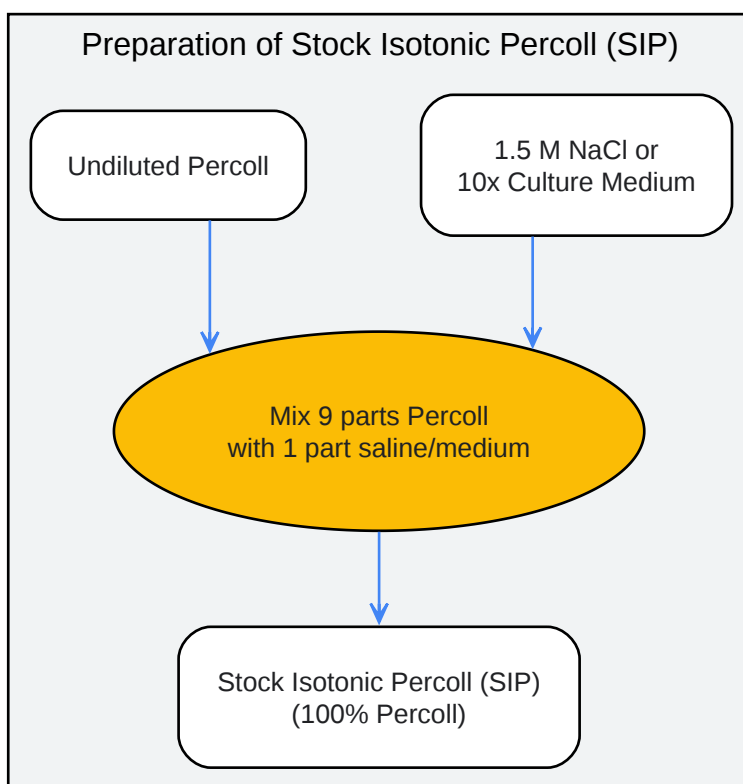 Preparation of Stock Isotonic Percoll (SIP)
Undiluted Percoll
1.5 M NaCl or
10x Culture Medium
Mix 9 parts Percoll
with 1 part saline/medium
Stock Isotonic Percoll (SIP)
(100% Percoll)